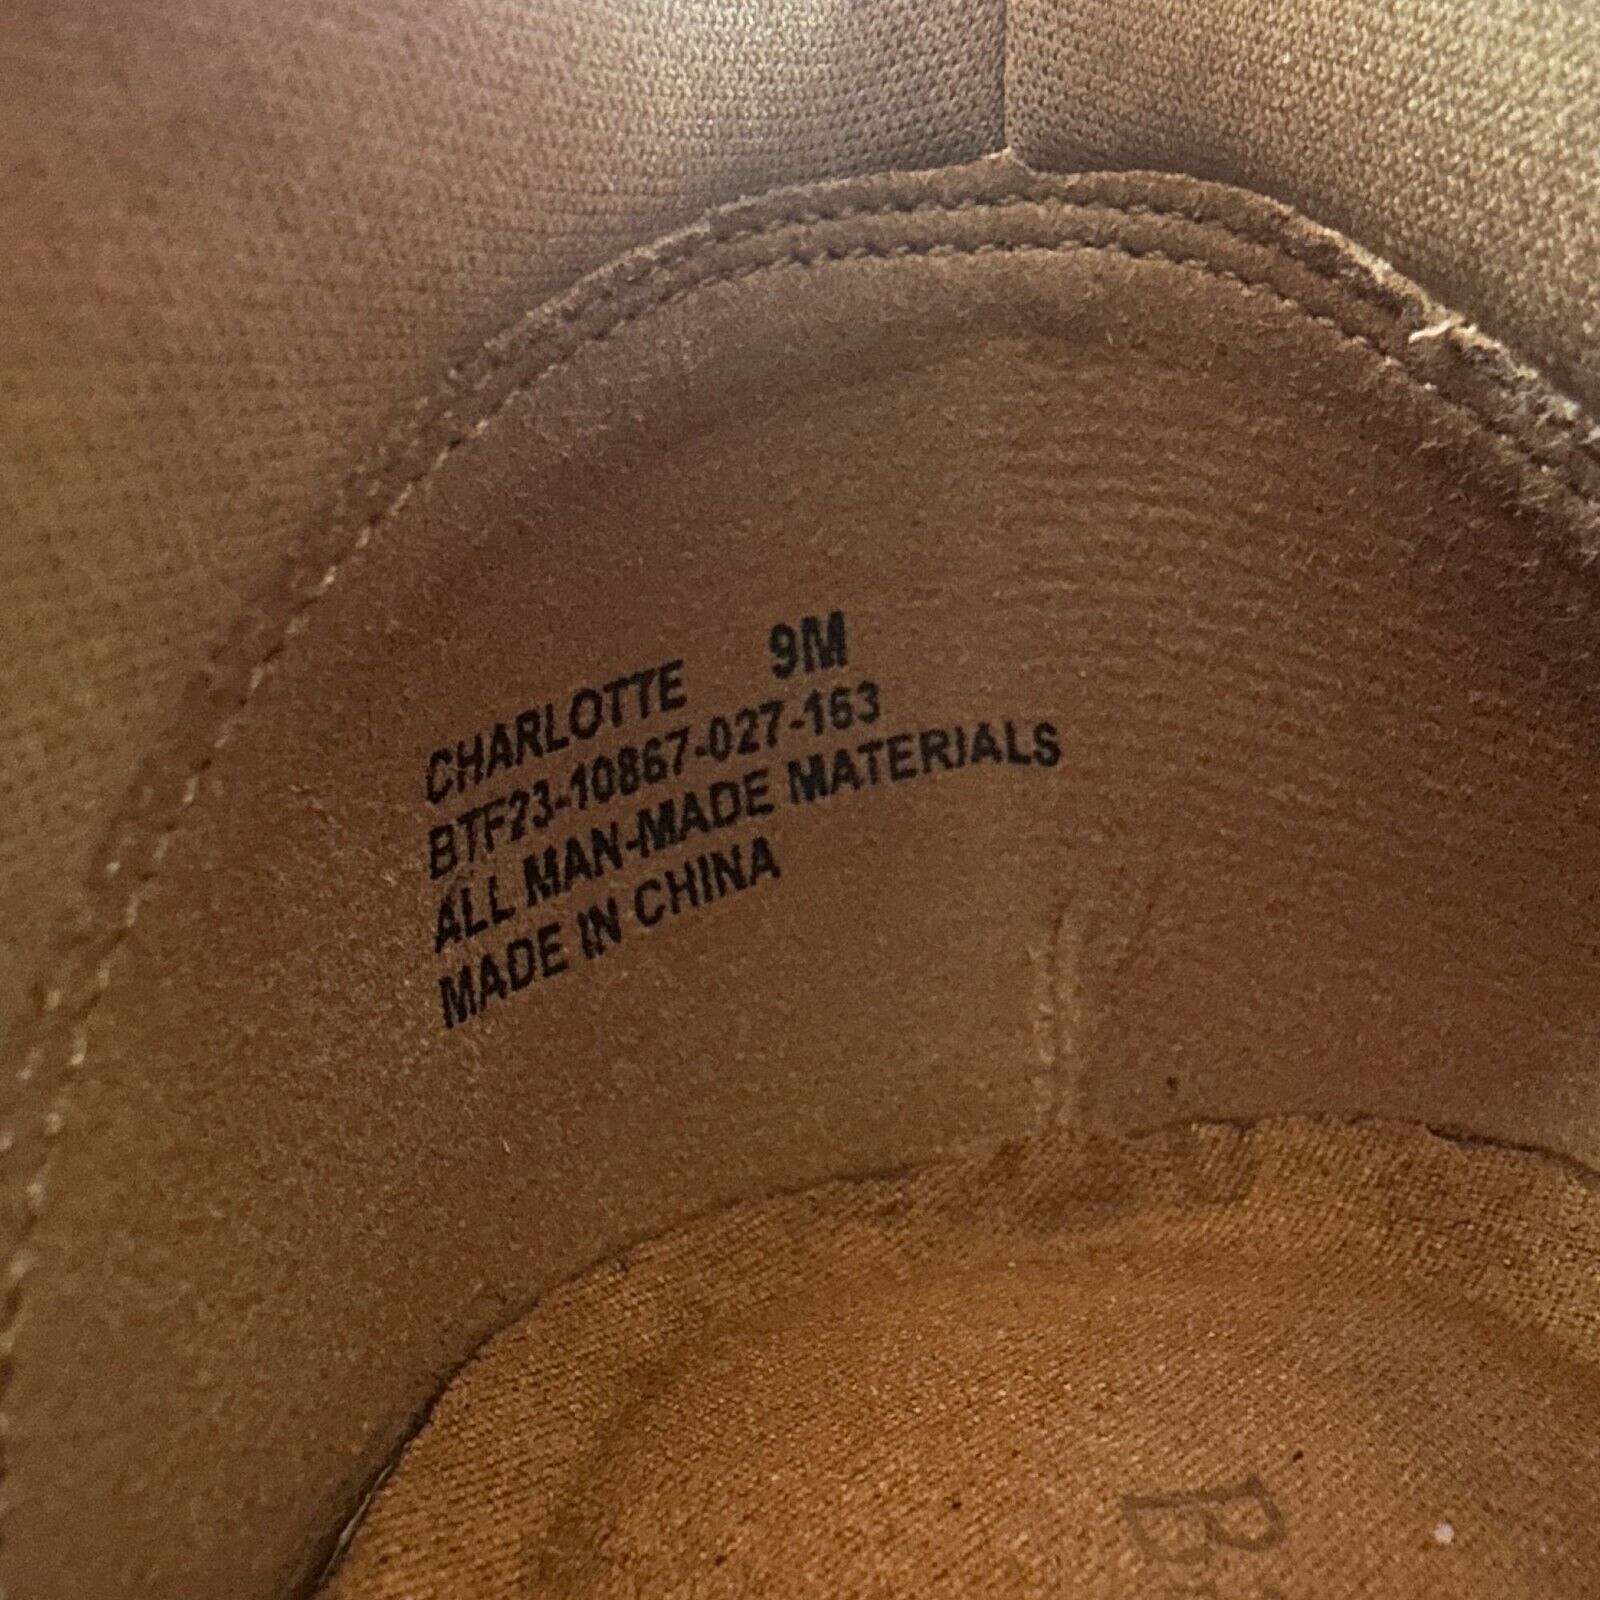 CHARLOTTE 9M
BTF23-10867-027-163
ALL MAN-MADE MATERIALS
MADE IN CHINA